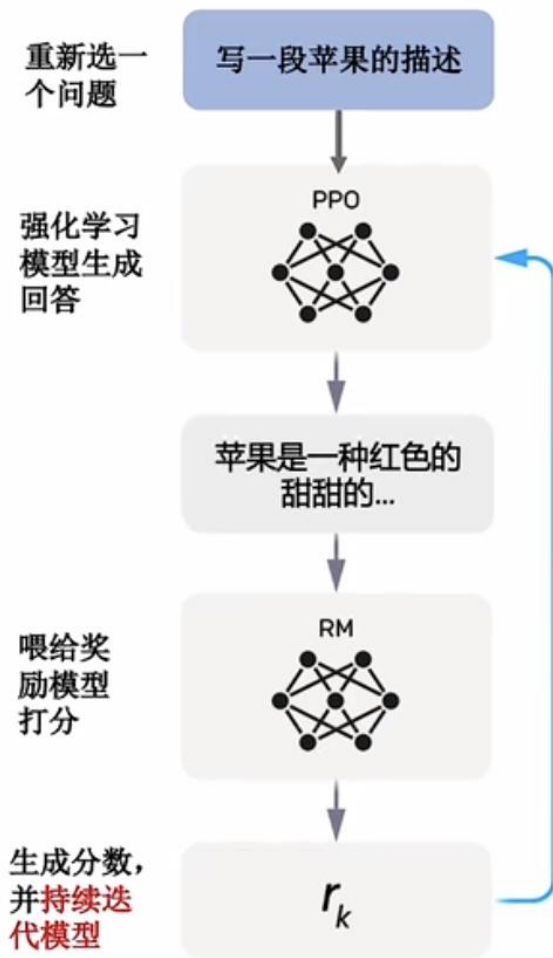 重新选一
个问题
写一段苹果的描述
PPO
强化学习
模型生成
回答
苹果是一种红色的
甜甜的...
RM
喂给奖
励模型
打分
生成分数,
并持续迭
代模型
r_k